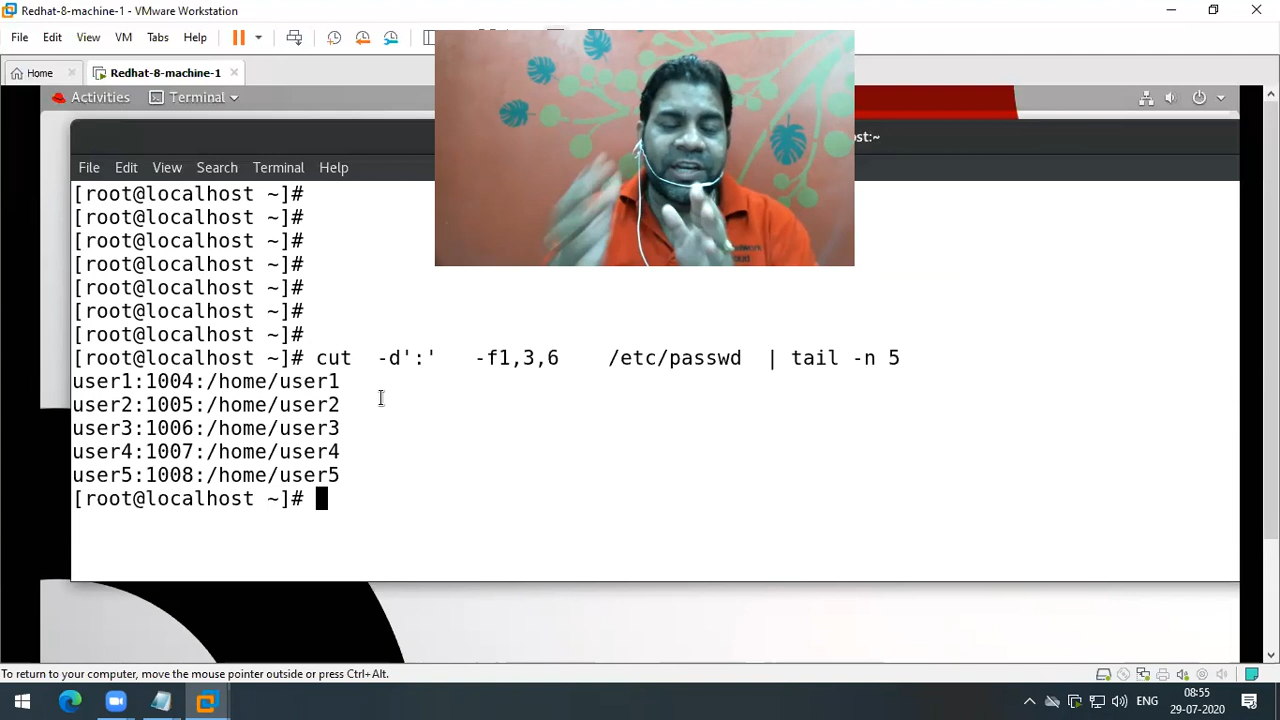 Redhat-8-machine-1 - VMware Workstation
File Edit View VM Tabs Help
Home Redhat-8-machine-1
Activities Terminal
st:~
File Edit View Search Terminal Help
[root@localhost ~]#
[root@localhost ~]#
[root@localhost ~]#
[root@localhost ~]#
[root@localhost ~]#
[root@localhost ~]#
[root@localhost ~]#
[root@localhost ~]# cut -d':' -f1,3,6 /etc/passwd | tail -n 5
user1:1004:/home/user1
user2:1005:/home/user2
user3:1006:/home/user3
user4:1007:/home/user4
user5:1008:/home/user5
[root@localhost ~]#
To return to your computer, move the mouse pointer outside or press Ctrl+Alt.
ENG
08:55
29-07-2020